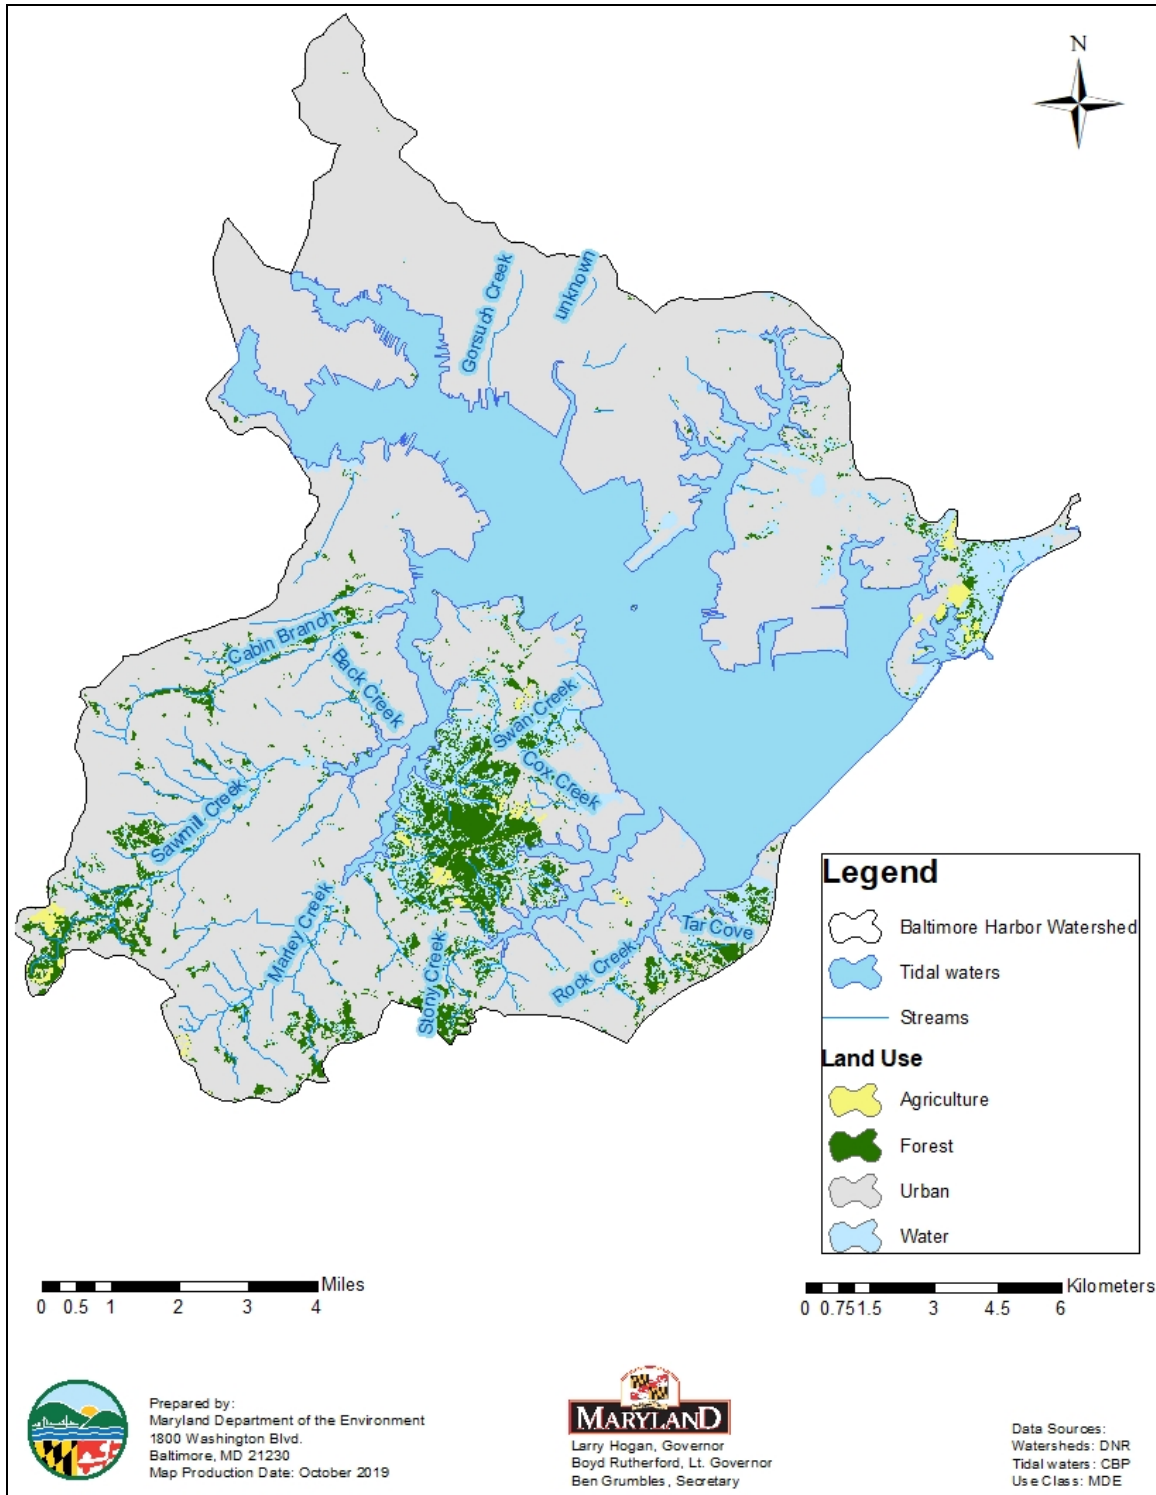 N
Gorsuch Creek
unknown
Cabin Branch
Back Creek
Swan Creek
Cox Creek
Sawmill Creek
Marley Creek
Stony Creek
Rock Creek
Tar Cove
Legend
Baltimore Harbor Watershed
Tidal waters
Streams
Land Use
Agriculture
Forest
Urban
Water
Miles
0 0.5 1 2 3 4
Kilometers
0 0.75 1.5 3 4.5 6
Prepared by:
Maryland Department of the Environment
1800 Washington Blvd.
Baltimore, MD 21230
Map Production Date: October 2019
MARYLAND
Larry Hogan, Governor
Boyd Rutherford, Lt. Governor
Ben Grumbles, Secretary
Data Sources:
Watersheds: DNR
Tidal waters: CBP
Use Class: MDE